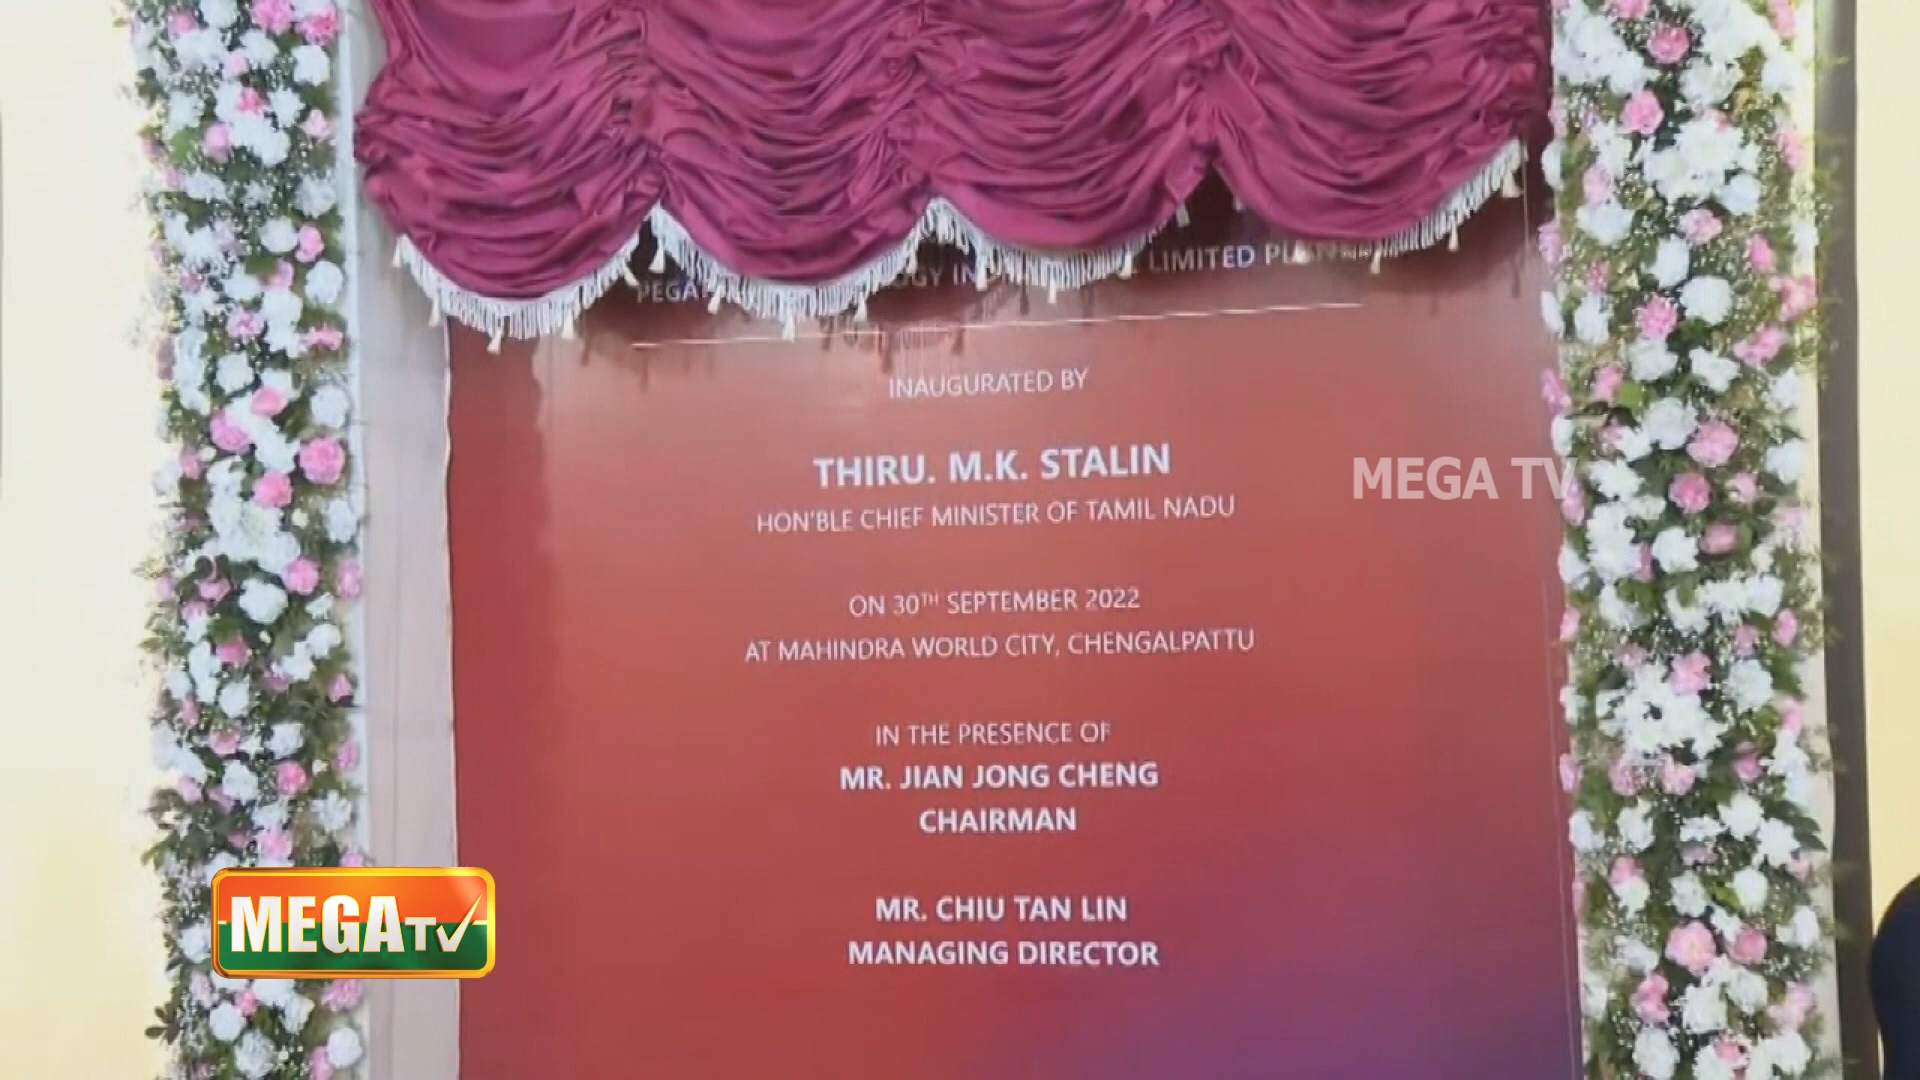 LIMITED
INAUGURATED BY
THIRU. M.K. STALIN
HON'BLE CHIEF MINISTER OF TAMIL NADU
ON 30TH SEPTEMBER 2022
AT MAHINDRA WORLD CITY, CHENGALPATTU
IN THE PRESENCE OF
MR. JIAN JONG CHENG
CHAIRMAN
MR. CHIU TAN LIN
MANAGING DIRECTOR
MEGA TV
MEGA TV